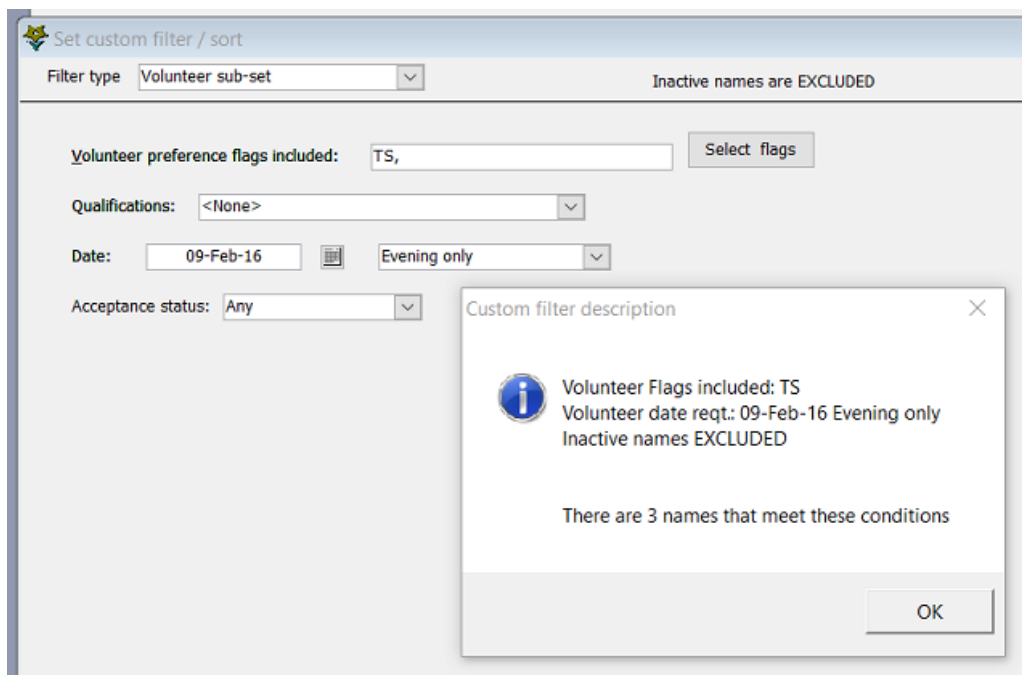 Set custom filter / sort
Filter type Volunteer sub-set Inactive names are EXCLUDED
Volunteer preference flags included: TS, Select flags
Qualifications: <None>
Date: 09-Feb-16 Evening only
Acceptance status: Any
Custom filter description
Volunteer Flags included: TS
Volunteer date reqt.: 09-Feb-16 Evening only
Inactive names EXCLUDED
There are 3 names that meet these conditions
OK